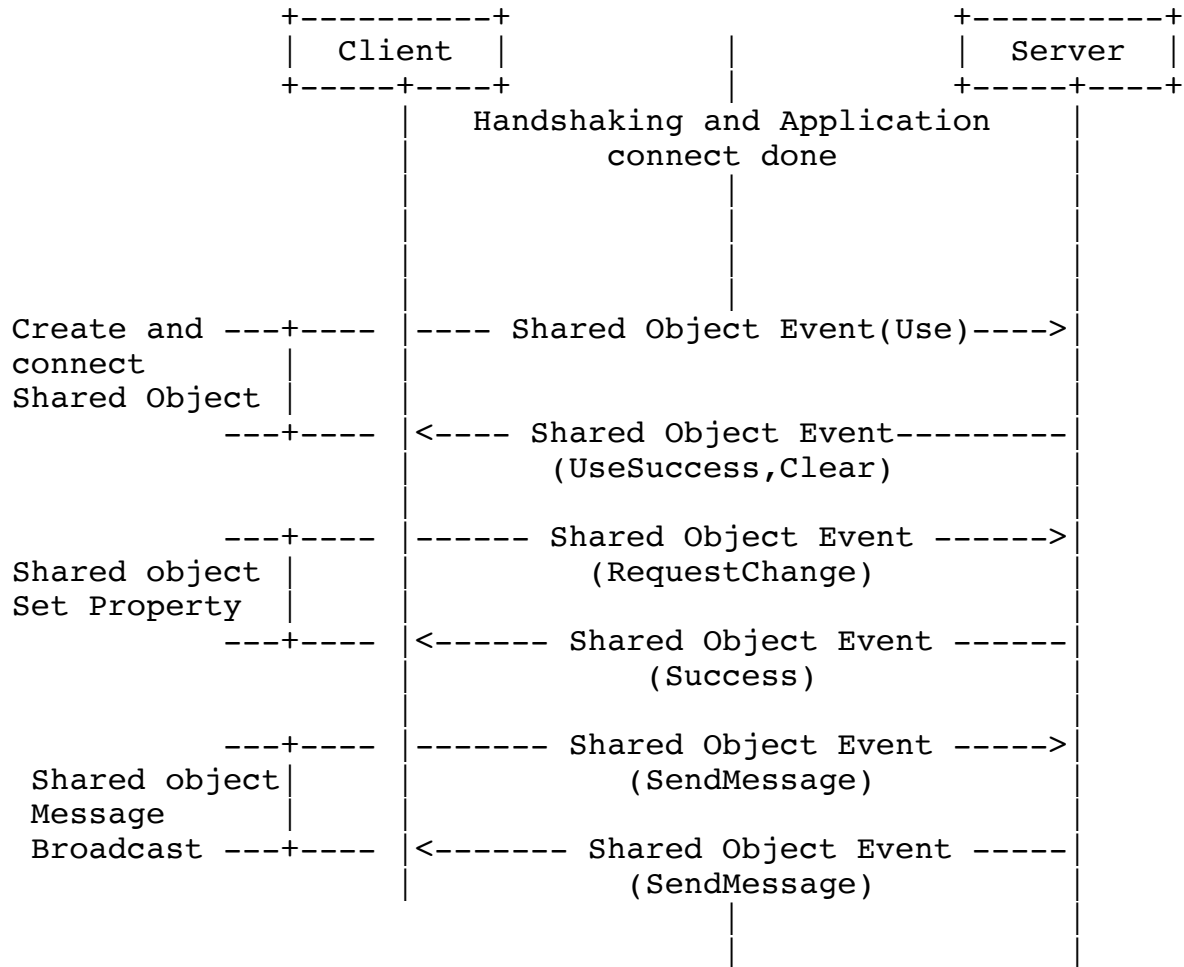 Client Server
Handshaking and Application
connect done
Create and ---+---- |---- Shared Object Event(Use)---->|
connect
Shared Object
---+---- |<---- Shared Object Event---------|
(UseSuccess,Clear)
---+---- |------ Shared Object Event ------>|
Shared object (RequestChange)
Set Property
---+---- |<------ Shared Object Event ------|
(Success)
---+---- |------- Shared Object Event ----->|
Shared object (SendMessage)
Message
Broadcast ---+---- |<------- Shared Object Event -----|
(SendMessage)